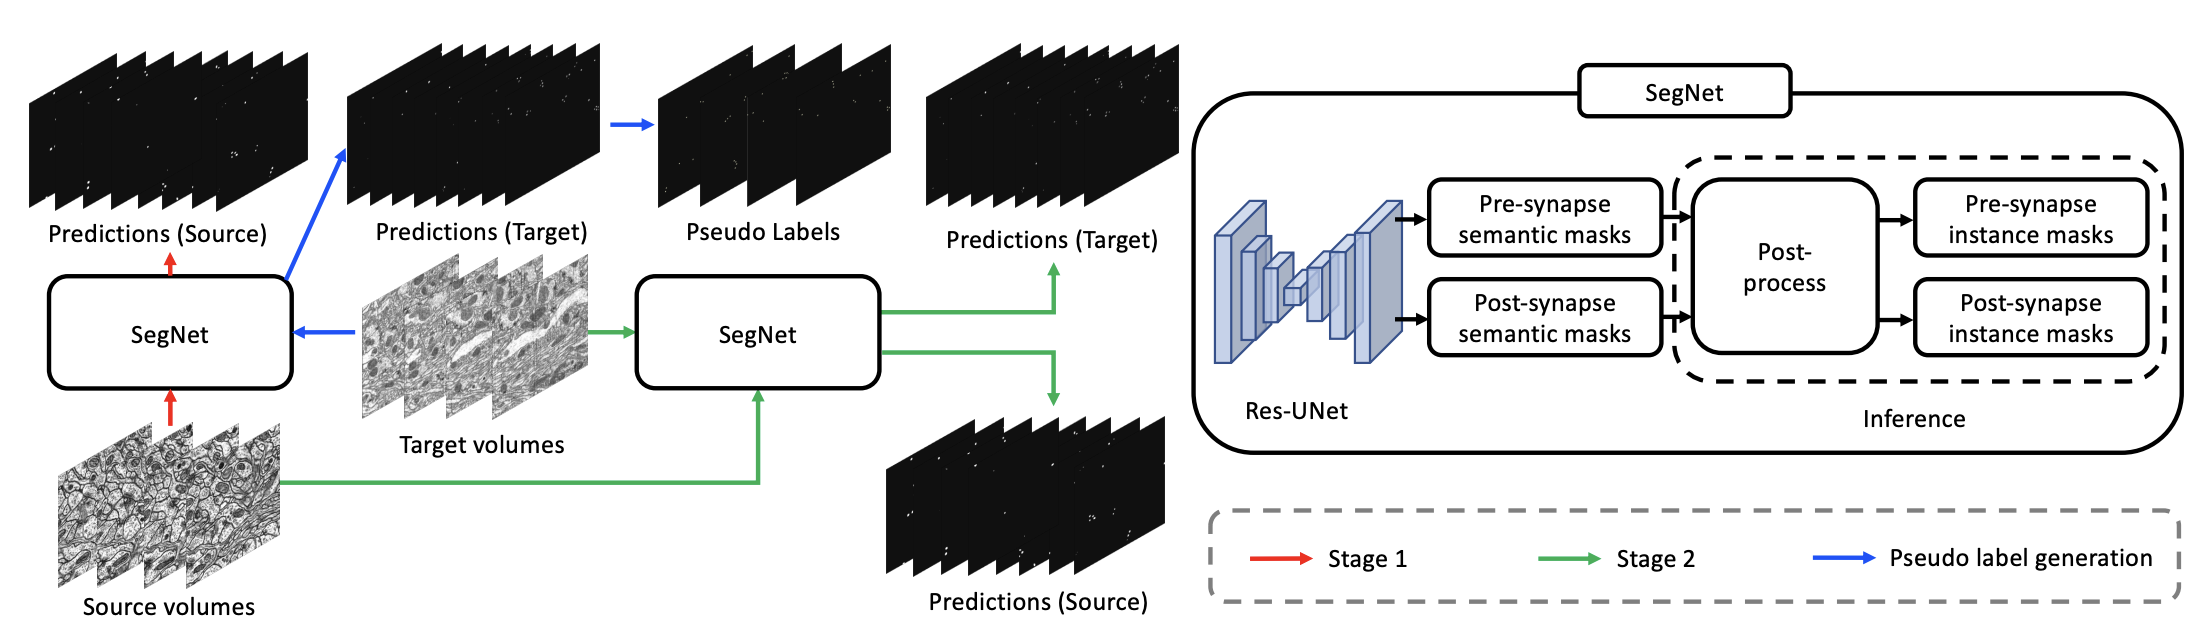 Predictions (Source)
Predictions (Target)
Pseudo Labels
Predictions (Target)
SegNet
SegNet
Target volumes
Source volumes
Predictions (Source)
SegNet
Pre-synapse
semantic masks
Post-synapse
semantic masks
Post-
process
Pre-synapse
instance masks
Post-synapse
instance masks
Res-UNet
Inference
Stage 1
Stage 2
Pseudo label generation